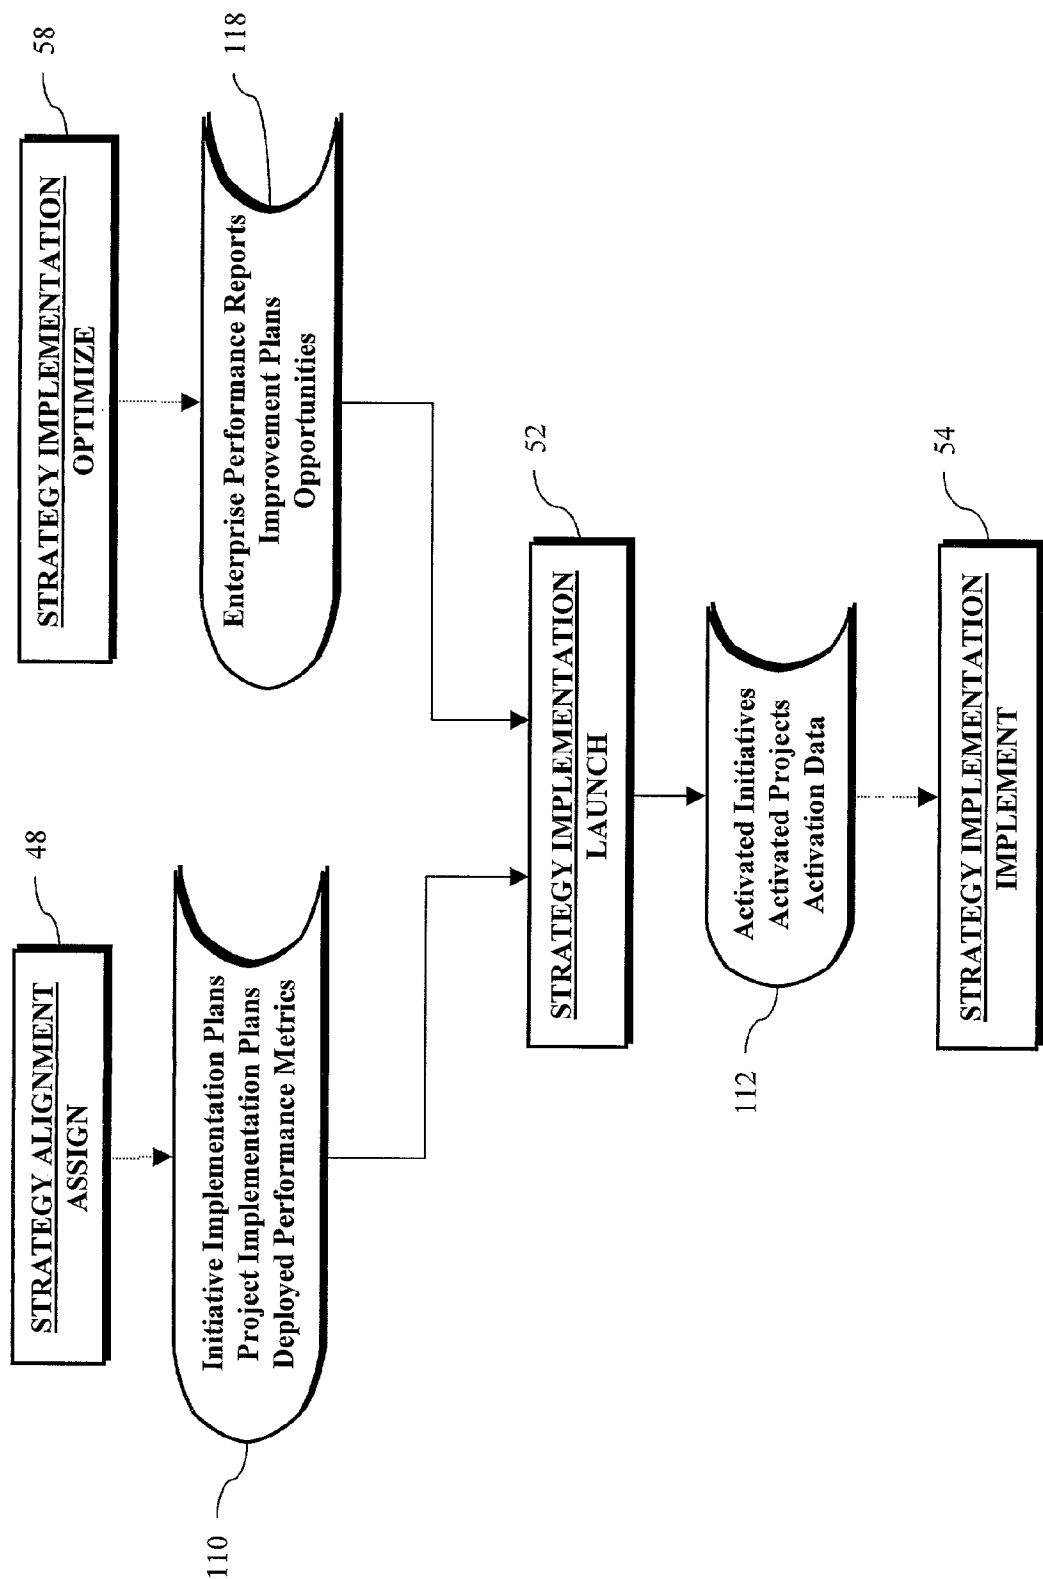 48
STRATEGY ALIGNMENT
ASSIGN
58
STRATEGY IMPLEMENTATION
OPTIMIZE
110
Initiative Implementation Plans
Project Implementation Plans
Deployed Performance Metrics
118
Enterprise Performance Reports
Improvement Plans
Opportunities
52
STRATEGY IMPLEMENTATION
LAUNCH
112
Activated Initiatives
Activated Projects
Activation Data
54
STRATEGY IMPLEMENTATION
IMPLEMENT